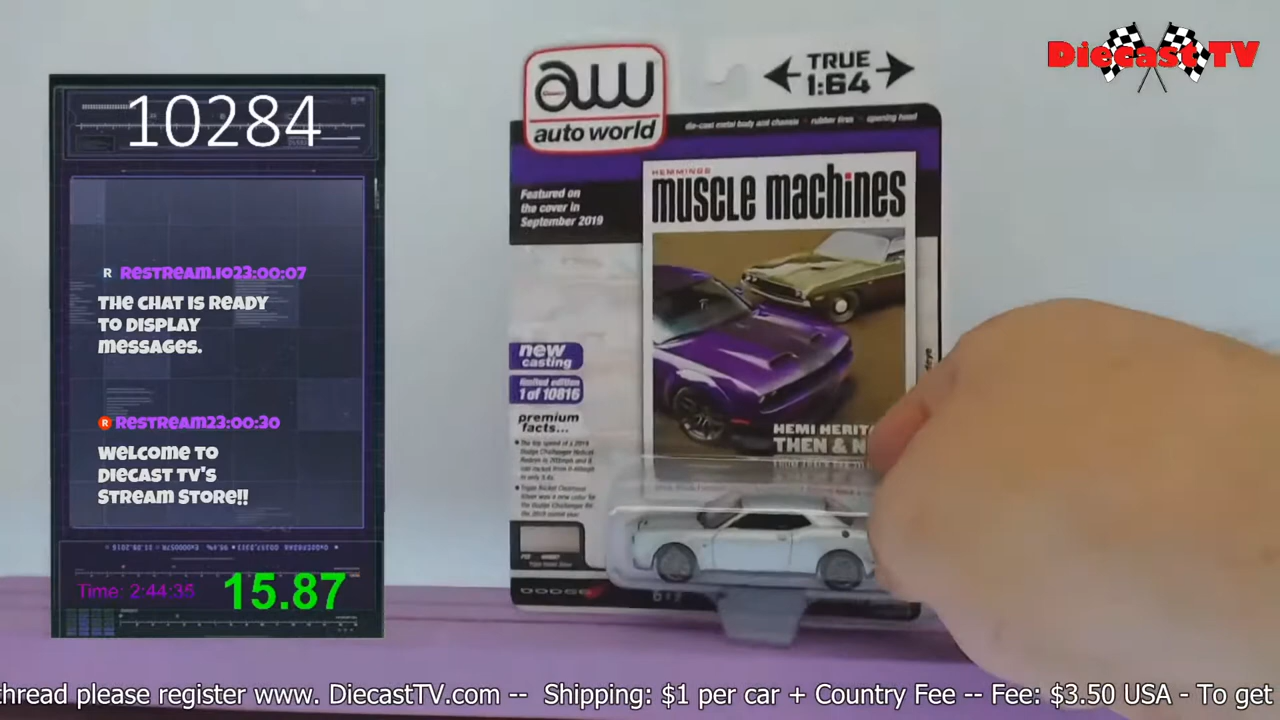 Diecast TV
10284
RESTREAM.IO23:00:07
THE CHAT IS READY
TO DISPLAY
MESSAGES.
RESTREAM23:00:30
WELCOME TO
DIECAST TV'S
STREAM STORE!!
Time: 2:44:35
15.87
aw
auto world
TRUE
1:64
die-cast metal body and chassis • rubber tires • opening hood
Featured on
the cover in
September 2019
HEMMINGS
muscle machines
new
casting
limited edition
1 of 10816
premium
facts...
HEMI HERIT
THEN & N
DODGE
thread please register www. DiecastTV.com -- Shipping: $1 per car + Country Fee -- Fee: $3.50 USA - To get